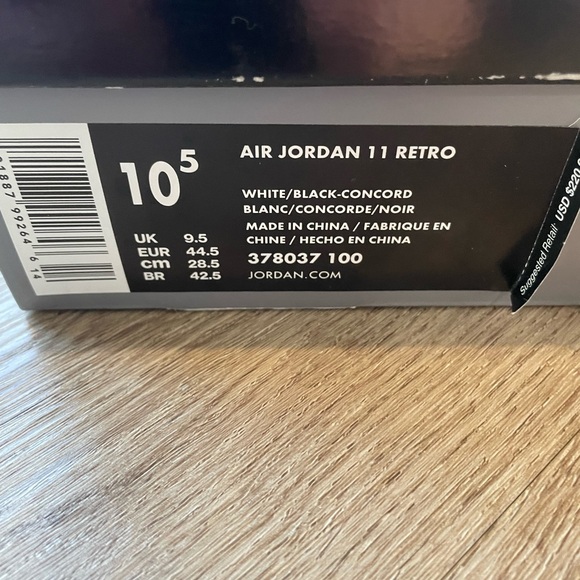 10⁵
AIR JORDAN 11 RETRO
WHITE/BLACK-CONCORD
BLANC/CONCORDE/NOIR
MADE IN CHINA / FABRIQUE EN
CHINE / HECHO EN CHINA
378037 100
JORDAN.COM
UK 9.5
EUR 44.5
cm 28.5
BR 42.5
Suggested Retail: USD $220